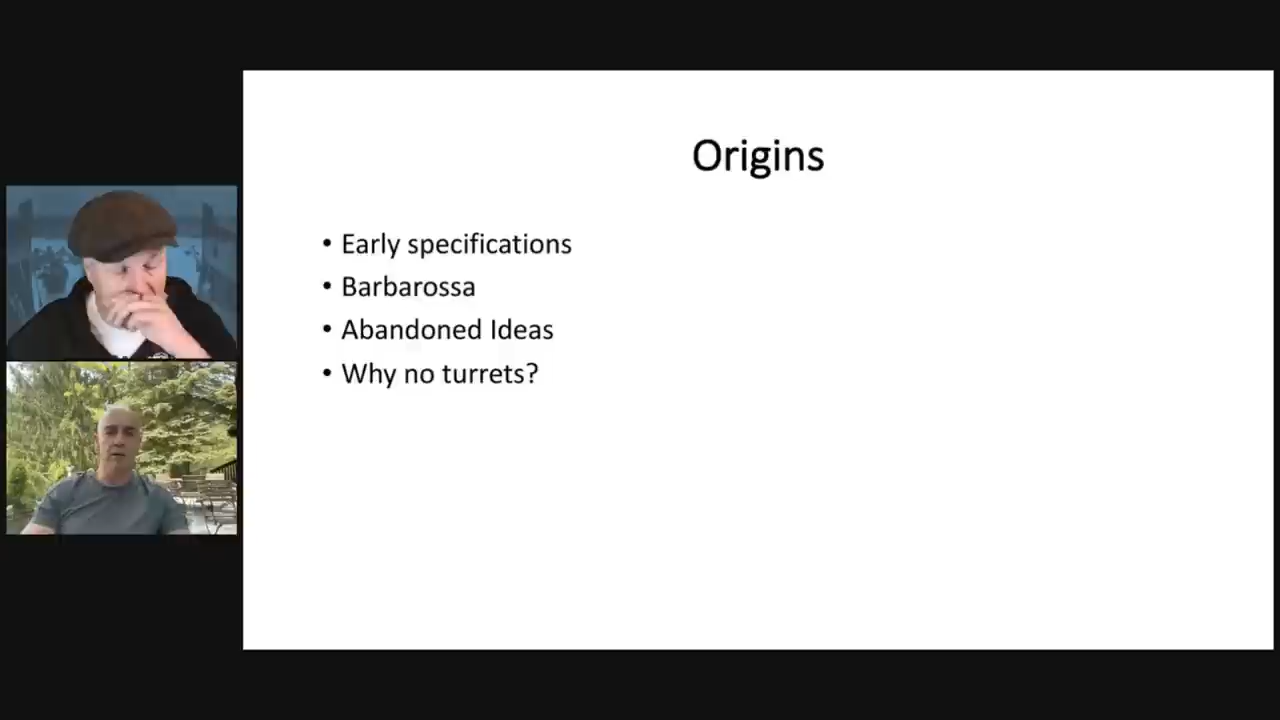 Origins
• Early specifications
• Barbarossa
• Abandoned Ideas
• Why no turrets?